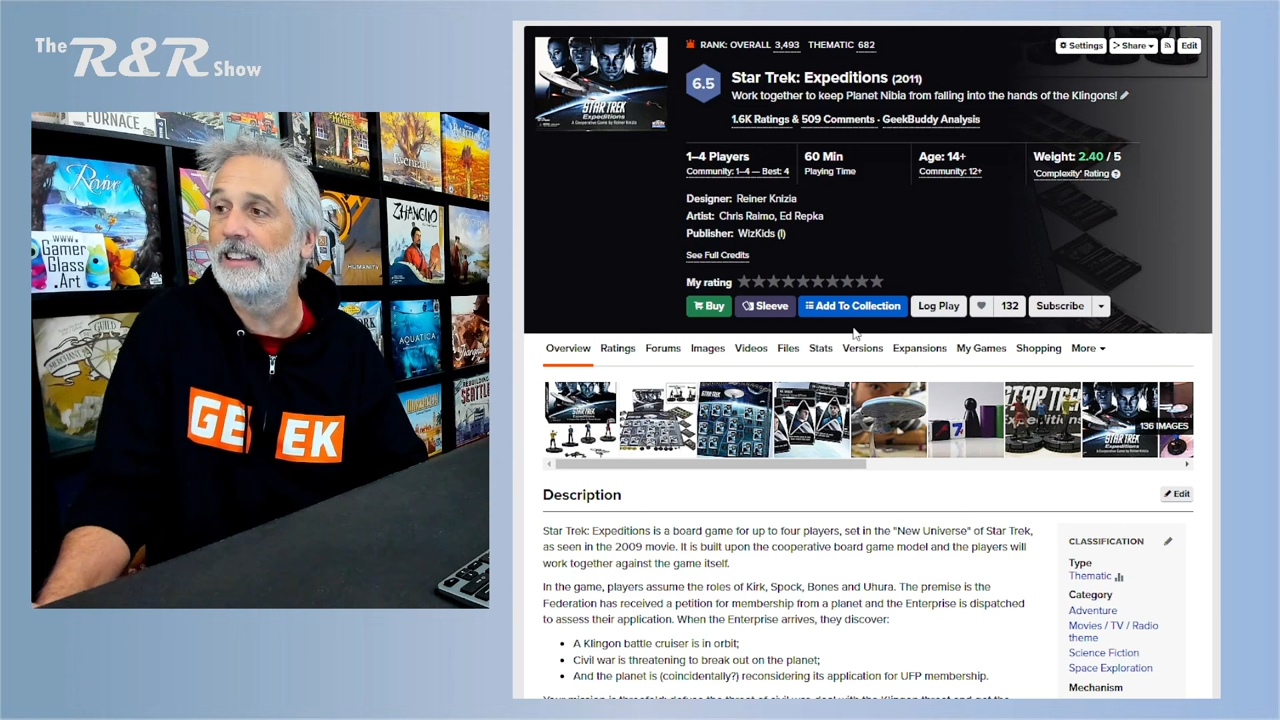 The R&R Show
FURNACE
Revive
www.
Gamer
Glass
.Art
ZHANGUO
HUMANITY
AQUATICA
REBUILDING
SEATTLE
GEEK
RANK: OVERALL 3,493 THEMATIC 682
Settings
Share
Edit
6.5
Star Trek: Expeditions (2011)
Work together to keep Planet Nibia from falling into the hands of the Klingons!
1.6K Ratings & 509 Comments · GeekBuddy Analysis
STAR TREK
Expeditions
1–4 Players
Community: 1–4 — Best: 4
60 Min
Playing Time
Age: 14+
Community: 12+
Weight: 2.40 / 5
'Complexity' Rating
Designer: Reiner Knizia
Artist: Chris Raimo, Ed Repka
Publisher: WizKids (I)
See Full Credits
My rating
Buy
Sleeve
Add To Collection
Log Play
132
Subscribe
Overview Ratings Forums Images Videos Files Stats Versions Expansions My Games Shopping More
136 IMAGES
Description
Edit
Star Trek: Expeditions is a board game for up to four players, set in the "New Universe" of Star Trek,
as seen in the 2009 movie. It is built upon the cooperative board game model and the players will
work together against the game itself.
In the game, players assume the roles of Kirk, Spock, Bones and Uhura. The premise is the
Federation has received a petition for membership from a planet and the Enterprise is dispatched
to assess their application. When the Enterprise arrives, they discover:
• A Klingon battle cruiser is in orbit;
• Civil war is threatening to break out on the planet;
• And the planet is (coincidentally?) reconsidering its application for UFP membership.
CLASSIFICATION
Type
Thematic
Category
Adventure
Movies / TV / Radio
theme
Science Fiction
Space Exploration
Mechanism